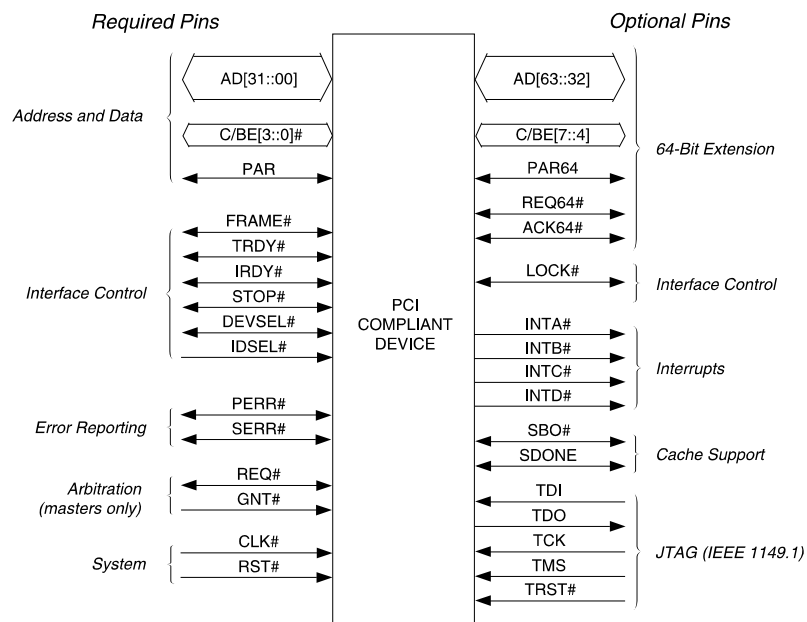 Required Pins
Optional Pins
Address and Data
AD[31::00]
C/BE[3::0]#
PAR
Interface Control
FRAME#
TRDY#
IRDY#
STOP#
DEVSEL#
IDSEL#
Error Reporting
PERR#
SERR#
Arbitration
(masters only)
REQ#
GNT#
System
CLK#
RST#
PCI
COMPLIANT
DEVICE
AD[63::32]
C/BE[7::4]
PAR64
REQ64#
ACK64#
64-Bit Extension
LOCK#
Interface Control
INTA#
INTB#
INTC#
INTD#
Interrupts
SBO#
SDONE
Cache Support
TDI
TDO
TCK
TMS
TRST#
JTAG (IEEE 1149.1)